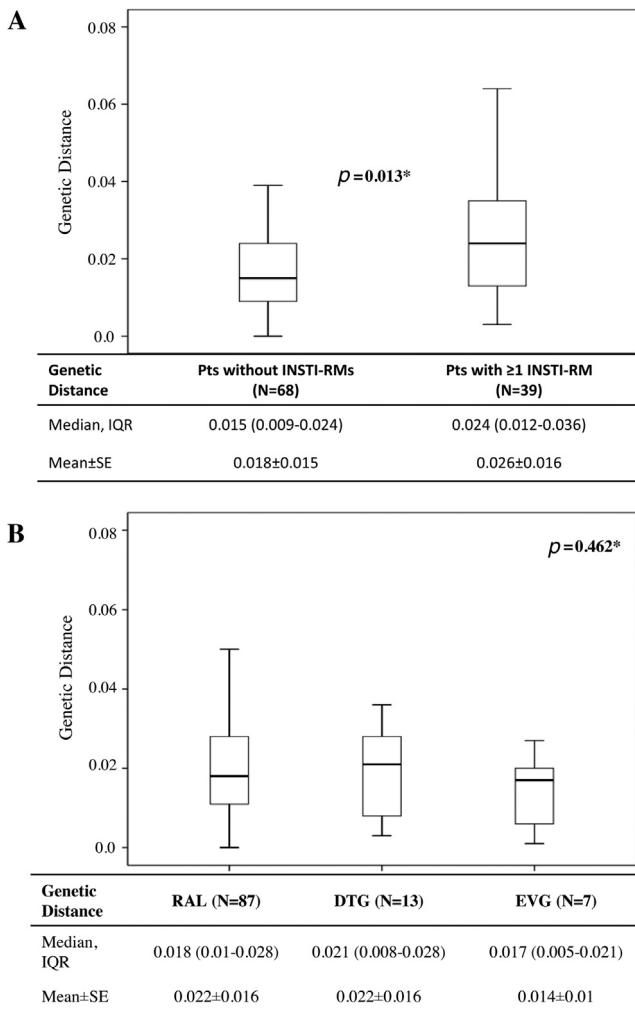 A
0.08
0.06
0.04
0.02
0.0
Genetic Distance
p=0.013*
Genetic Distance
Pts without INSTI-RMs (N=68)
Pts with ≥1 INSTI-RM (N=39)
Median, IQR 0.015 (0.009-0.024) 0.024 (0.012-0.036)
Mean±SE 0.018±0.015 0.026±0.016
B
0.08
0.06
0.04
0.02
0.0
Genetic Distance
p=0.462*
Genetic Distance
RAL (N=87) DTG (N=13) EVG (N=7)
Median, IQR
0.018 (0.01-0.028) 0.021 (0.008-0.028) 0.017 (0.005-0.021)
Mean±SE 0.022±0.016 0.022±0.016 0.014±0.01